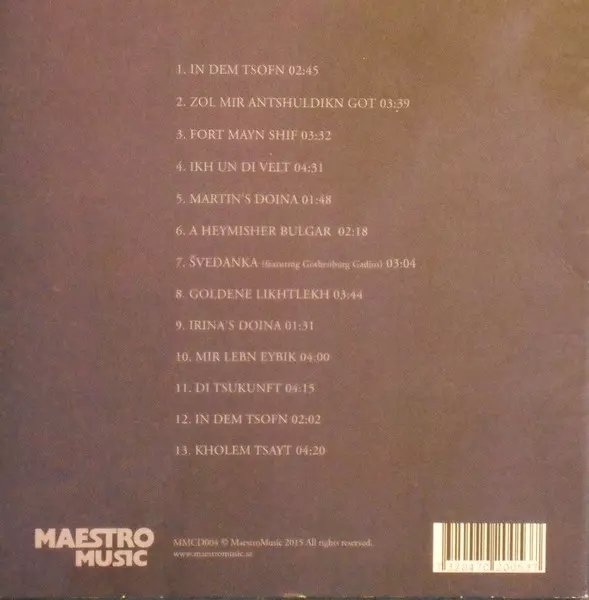 1. IN DEM TSOFN 02:45
2. ZOL MIR ANTSHULDIKN GOT 03:39
3. FORT MAYN SHIF 03:32
4. IKH UN DI VELT 04:31
5. MARTIN'S DOINA 01:48
6. A HEYMISHER BULGAR 02:18
7. ŠVEDANKA (featuring Gothenburg Gadjos) 03:04
8. GOLDENE LIKHTLEKH 03:44
9. IRINA'S DOINA 01:31
10. MIR LEBN EYBIK 04:00
11. DI TSUKUNFT 04:15
12. IN DEM TSOFN 02:02
13. KHOLEM TSAYT 04:20
MAESTRO
MUSIC
MMCD004 © MaestroMusic 2015 All rights reserved.
www.maestromusic.se